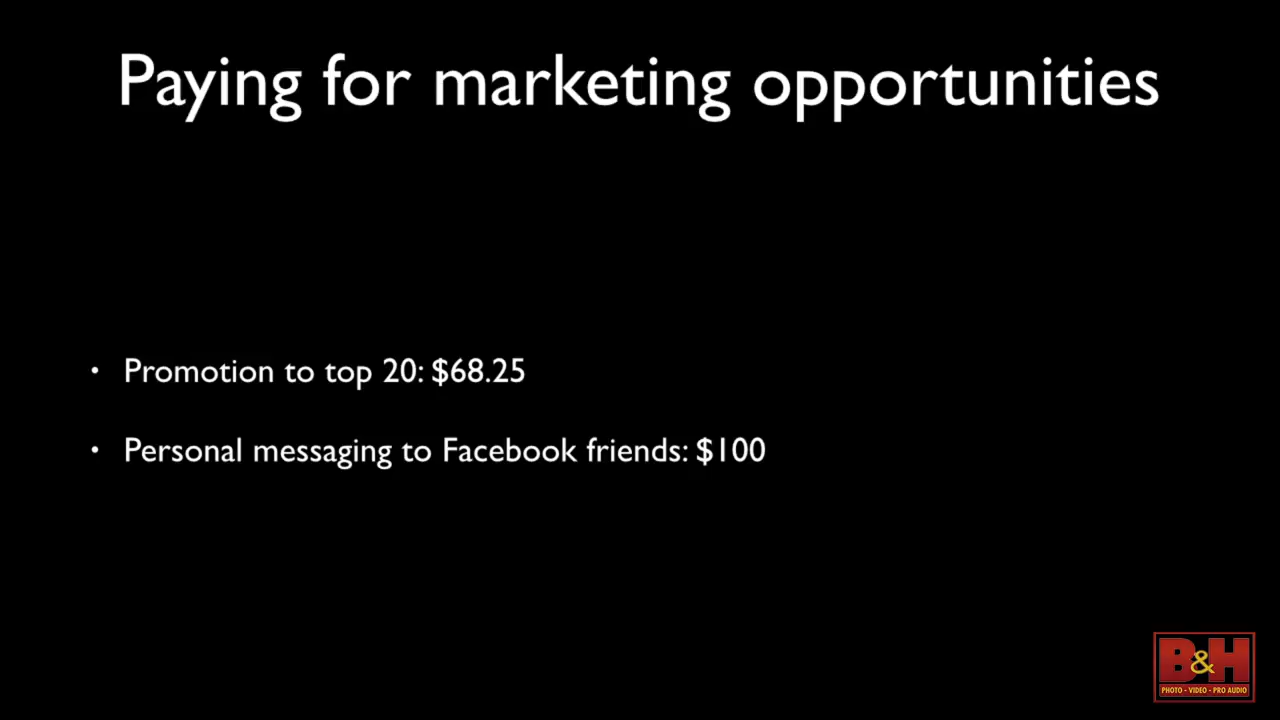 Paying for marketing opportunities
• Promotion to top 20: $68.25
• Personal messaging to Facebook friends: $100
B&H
PHOTO - VIDEO - PRO AUDIO